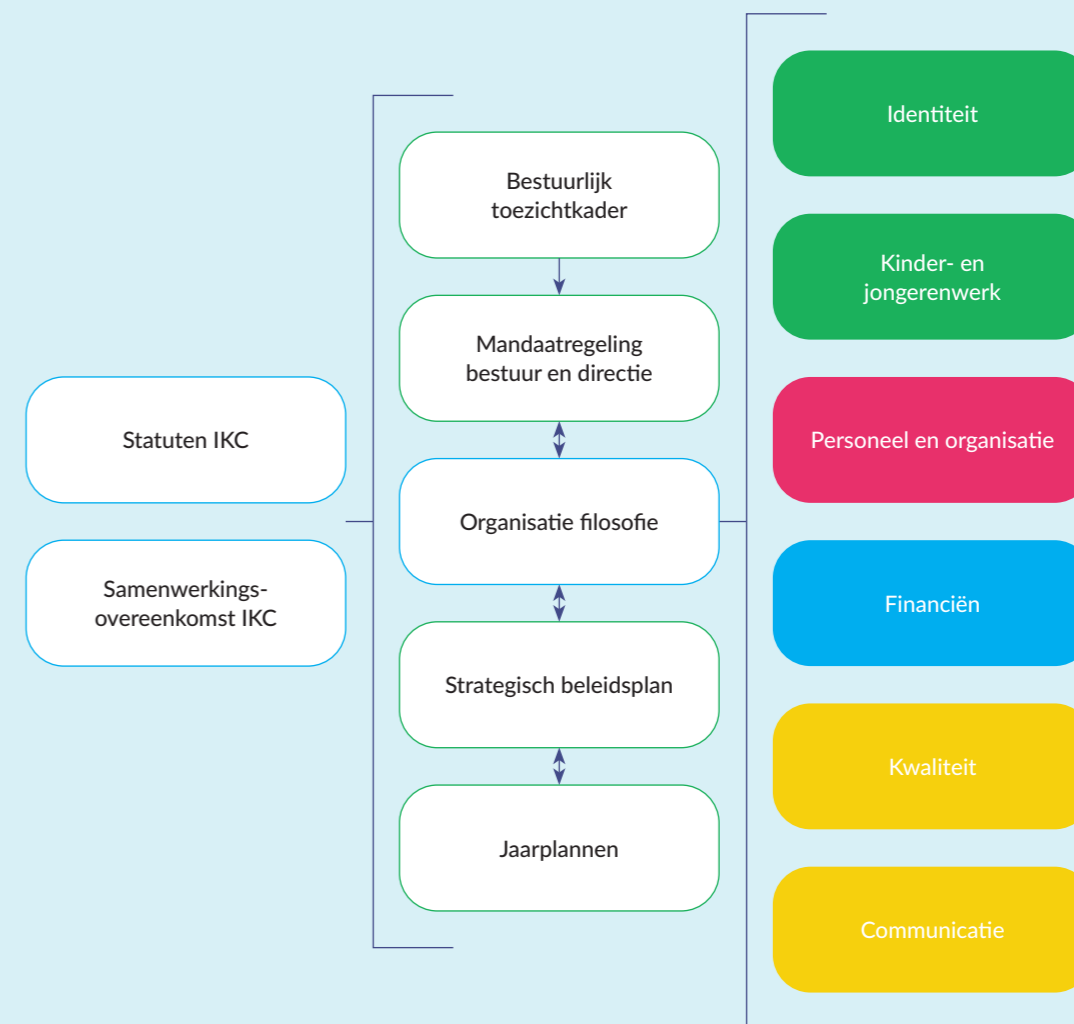 Statuten IKC
Samenwerkings-
overeenkomst IKC
Bestuurlijk
toezichtkader
Mandaatregeling
bestuur en directie
Organisatie filosofie
Strategisch beleidsplan
Jaarplannen
Identiteit
Kinder- en
jongerenwerk
Personeel en organisatie
Financiën
Kwaliteit
Communicatie